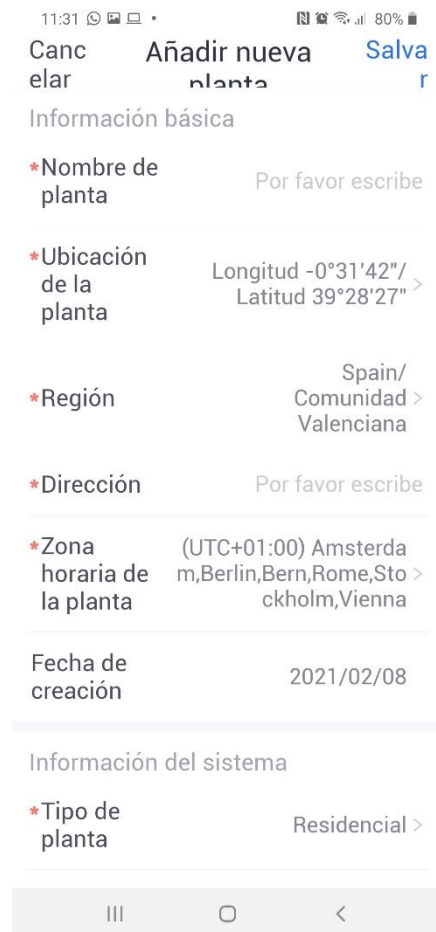 11:31
80%
Canc
elar
Añadir nueva
planta
Salva
r
Información básica
*Nombre de
planta
Por favor escribe
*Ubicación
de la
planta
Longitud -0°31'42"/
Latitud 39°28'27"
*Región
Spain/
Comunidad
Valenciana
*Dirección
Por favor escribe
*Zona
horaria de
la planta
(UTC+01:00) Amsterda
m,Berlin,Bern,Rome,Sto
ckholm,Vienna
Fecha de
creación
2021/02/08
Información del sistema
*Tipo de
planta
Residencial